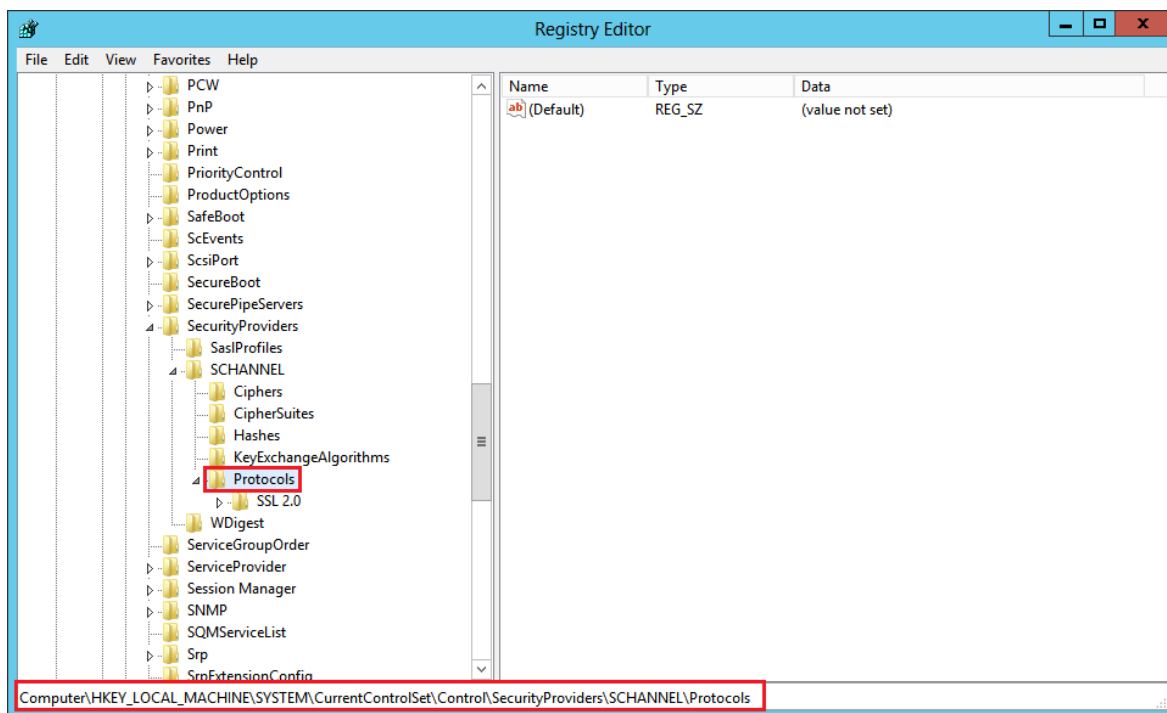 Registry Editor
File Edit View Favorites Help
PCW
PnP
Power
Print
PriorityControl
ProductOptions
SafeBoot
ScEvents
ScsiPort
SecureBoot
SecurePipeServers
SecurityProviders
SaslProfiles
SCHANNEL
Ciphers
CipherSuites
Hashes
KeyExchangeAlgorithms
Protocols
SSL 2.0
WDigest
ServiceGroupOrder
ServiceProvider
Session Manager
SNMP
SQMServiceList
Srp
SrpExtensionConfig
Name Type Data
ab (Default) REG_SZ (value not set)
Computer\HKEY_LOCAL_MACHINE\SYSTEM\CurrentControlSet\Control\SecurityProviders\SCHANNEL\Protocols